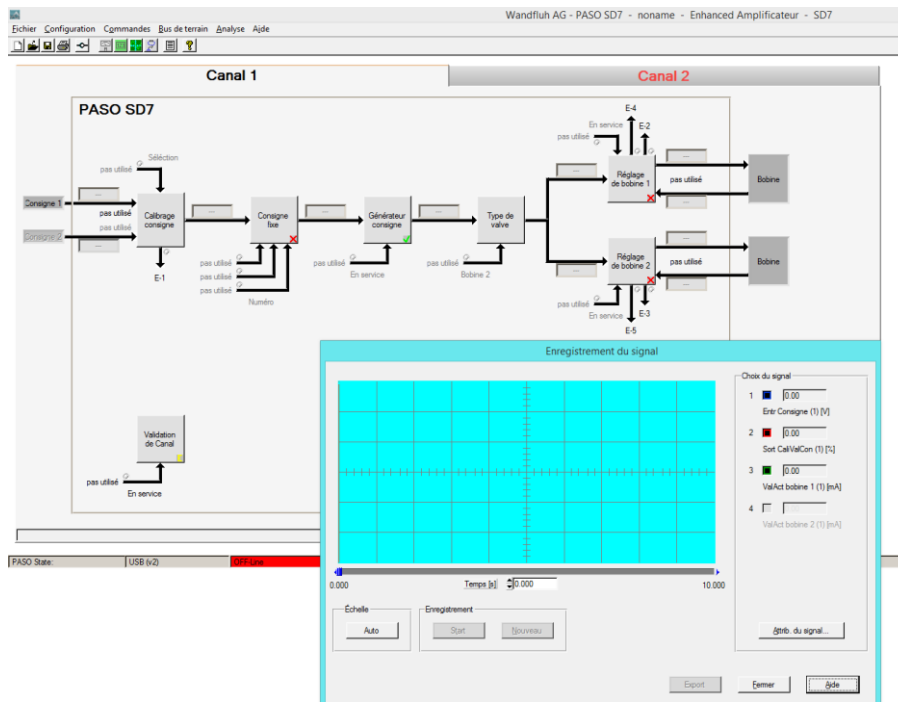 Wandfluh AG - PASO SD7 - noname - Enhanced Amplificateur - SD7
Fichier Configuration Commandes Bus de terrain Analyse Aide
Canal 1
Canal 2
PASO SD7
E-4
En service
E-2
pas utilisé
Séléction
pas utilisé
Consigne 1
...
pas utilisé
Calibrage
consigne
...
Consigne
fixe
...
Générateur
consigne
...
Type de
valve
...
Réglage
de bobine 1
...
pas utilisé
...
Bobine
Consigne 2
pas utilisé
...
E-1
pas utilisé
pas utilisé
pas utilisé
Numéro
pas utilisé
En service
pas utilisé
Bobine 2
...
Réglage
de bobine 2
...
pas utilisé
...
Bobine
pas utilisé
En service
E-3
E-5
Validation
de Canal
pas utilisé
En service
PASO State:
USB (v2)
OFF-Line
Enregistrement du signal
Choix du signal
1 0.00
Entr Consigne (1) [V]
2 0.00
Sort CaliValCon (1) [%]
3 0.00
ValAct bobine 1 (1) [mA]
4
ValAct bobine 2 (1) [mA]
0.000
Temps [s] 0.000
10.000
Échelle
Auto
Enregistrement
Start
Nouveau
Attrib. du signal...
Export
Fermer
Aide